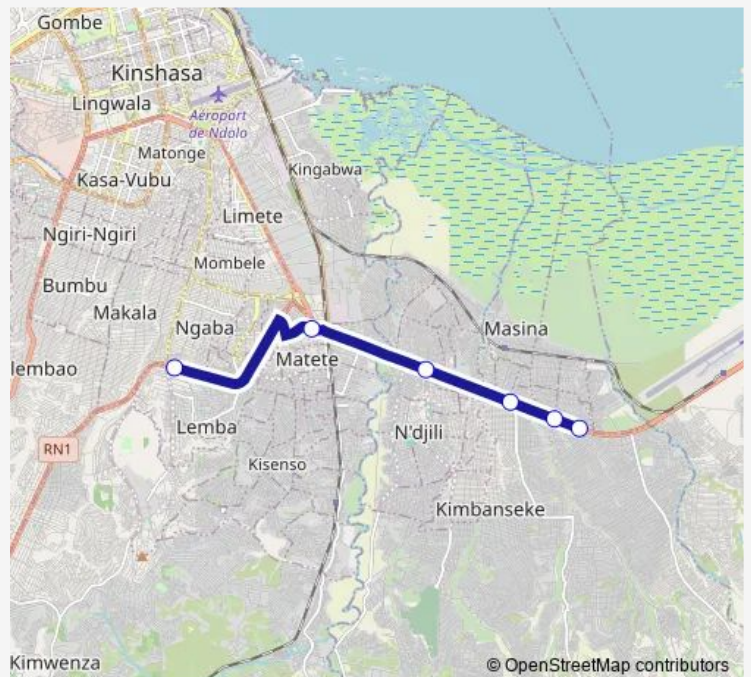 Gombe
Kinshasa
Lingwala
Aéroport
de Ndolo
Matonge
Kingabwa
Kasa-Vubu
Limete
Ngiri-Ngiri
Mombele
Bumbu
Makala
Ngaba
Masina
Matete
lembao
Lemba
N'djili
RN1
Kisenso
Kimbanseke
Kimwenza
© OpenStreetMap contributors